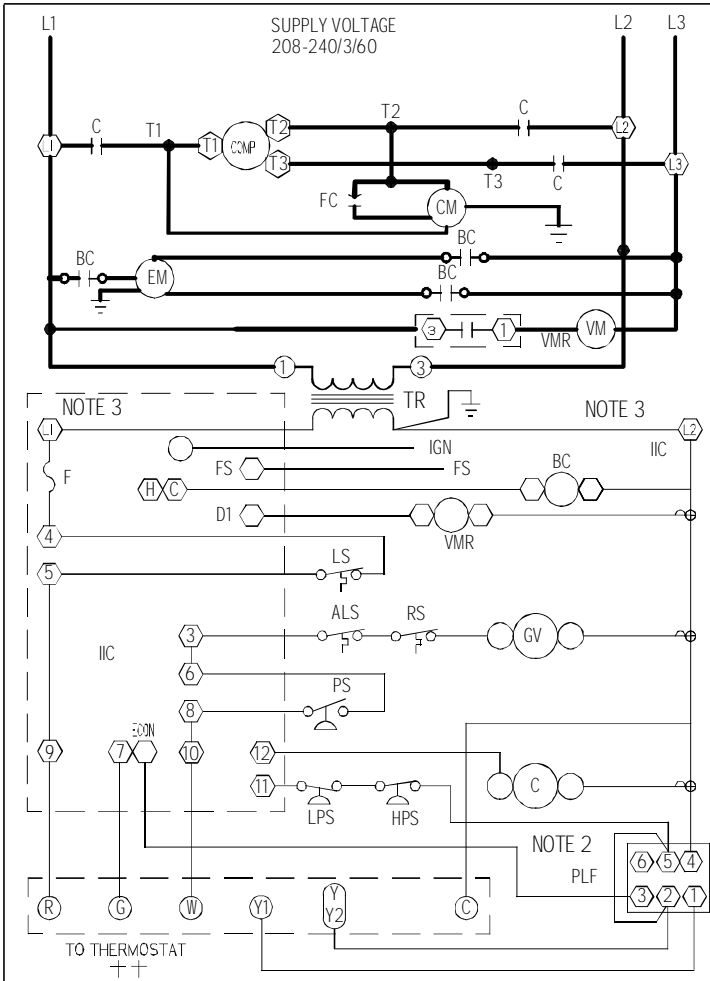 L1
SUPPLY VOLTAGE
208-240/3/60
L2 L3
L1 C T1 T1 COMP T2 T2 C L2
T3 T3 C L3
FC CM
BC
BC EM
BC
3 1 VMR VM
1 3
TR
NOTE 3 NOTE 3
L1 L2
IGN IIC
F FS FS
H C BC
D1 VMR
4
5 LS
3 ALS RS GV
IIC
6
8 PS
ECON
9 7 10 12
11 LPS HPS C
NOTE 2
6 5 4
PLF
3 2 1
R G W Y1 Y Y2 C
TO THERMOSTAT
++